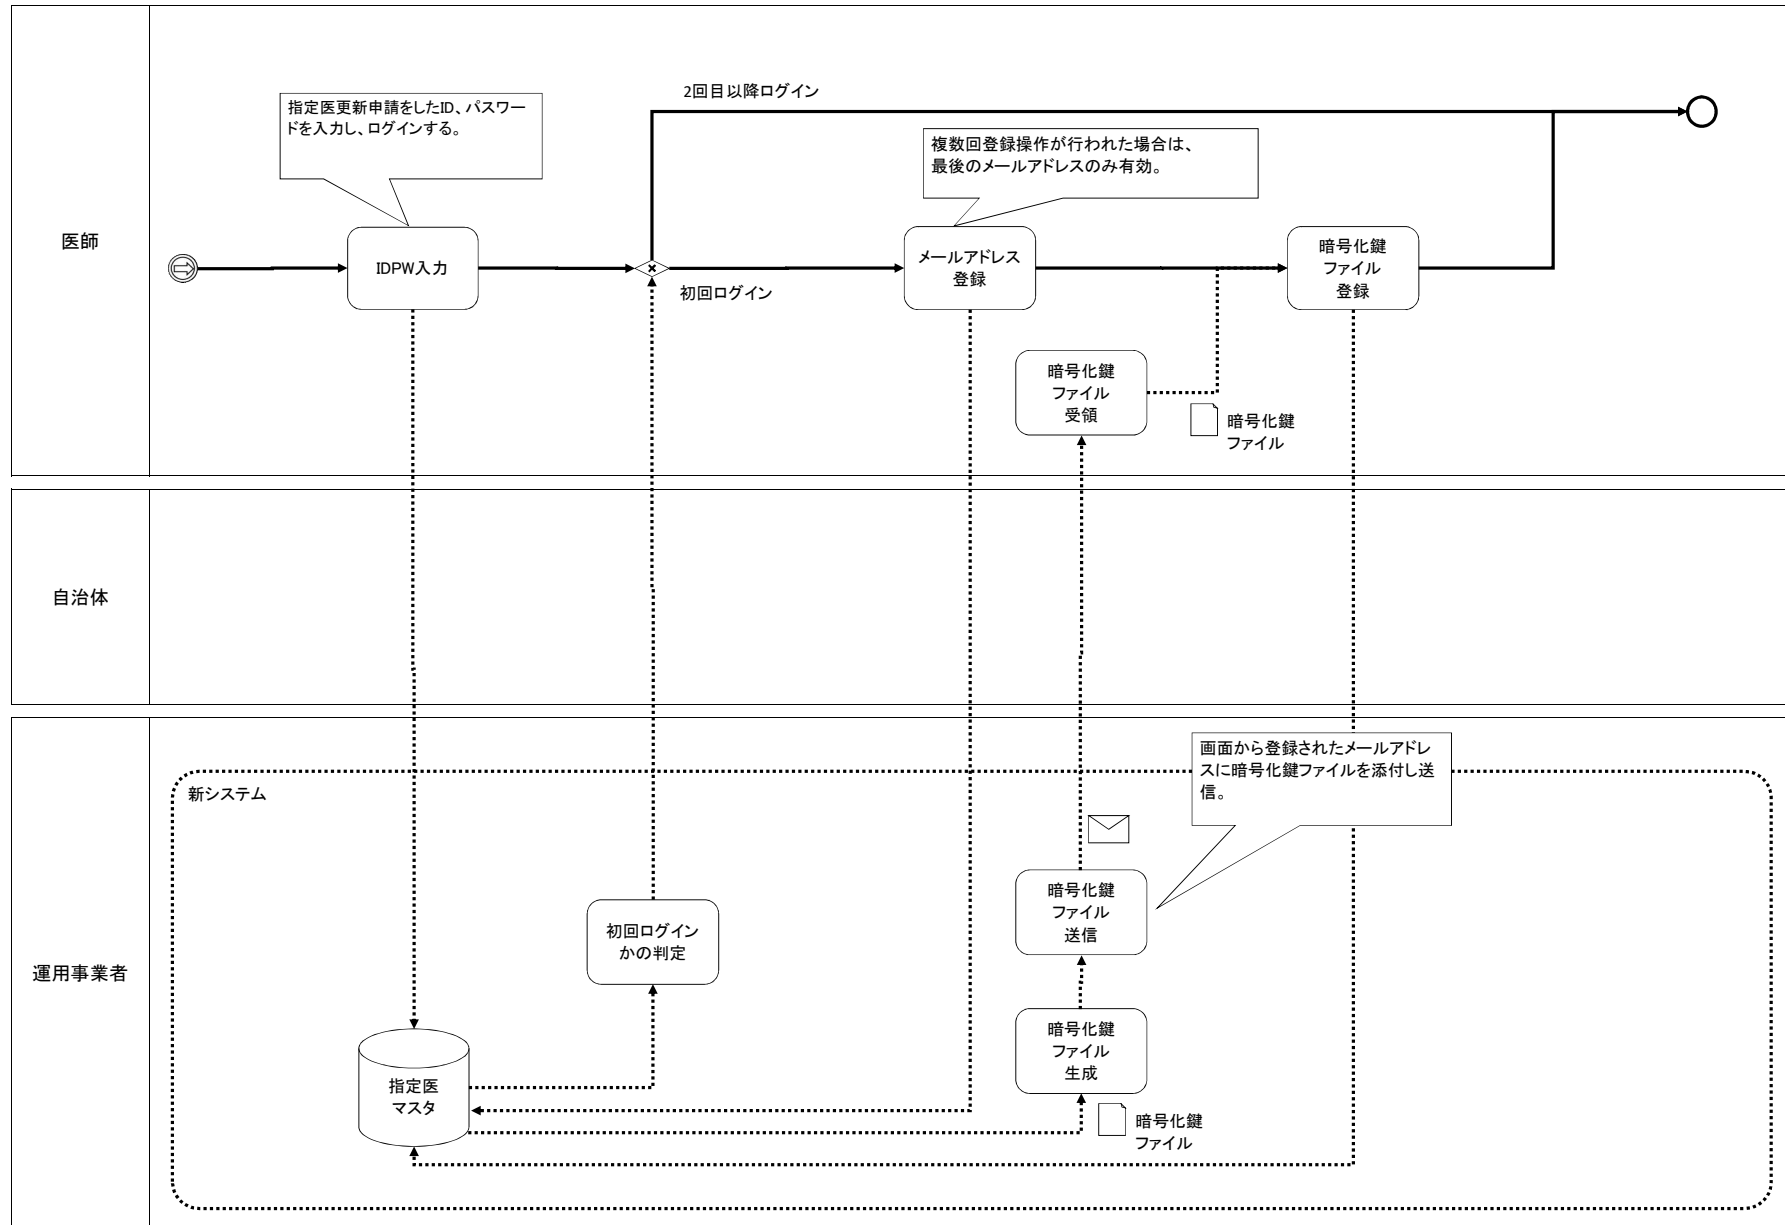 医師
指定医更新申請をしたID、パスワー
ドを入力し、ログインする。
2回目以降ログイン
複数回登録操作が行われた場合は、
最後のメールアドレスのみ有効。
IDPW入力
初回ログイン
メールアドレス
登録
暗号化鍵
ファイル
登録
暗号化鍵
ファイル
受領
暗号化鍵
ファイル
自治体
運用事業者
新システム
画面から登録されたメールアドレ
スに暗号化鍵ファイルを添付し送
信。
初回ログイン
かの判定
暗号化鍵
ファイル
送信
暗号化鍵
ファイル
生成
指定医
マスタ
暗号化鍵
ファイル